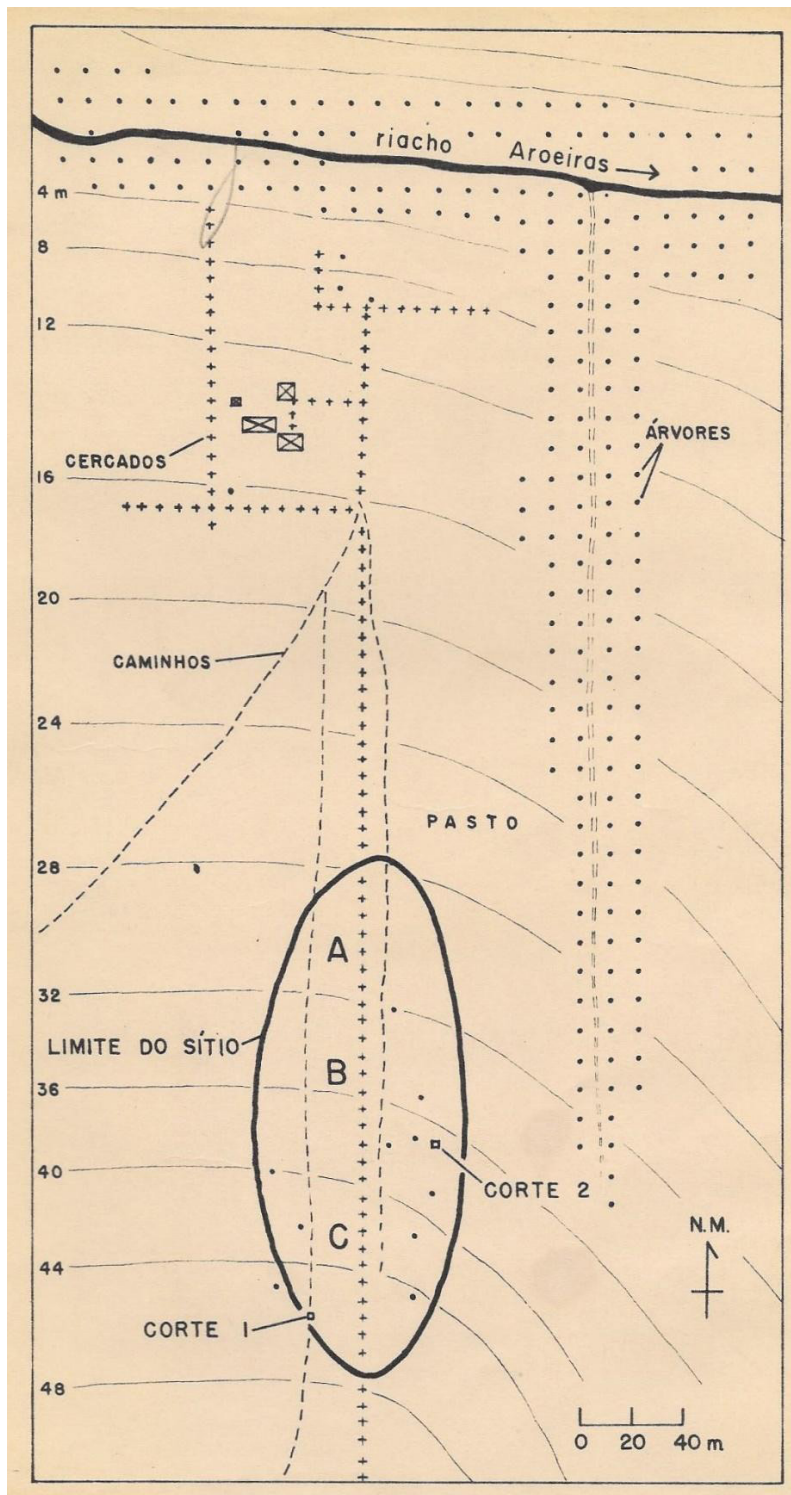 riacho Aroeiras
4 m
8
12
ÁRVORES
CERCADOS
16
20
CAMINHOS
24
PASTO
28
A
32
LIMITE DO SÍTIO
B
36
40
CORTE 2
N.M.
C
44
CORTE 1
48
0 20 40 m